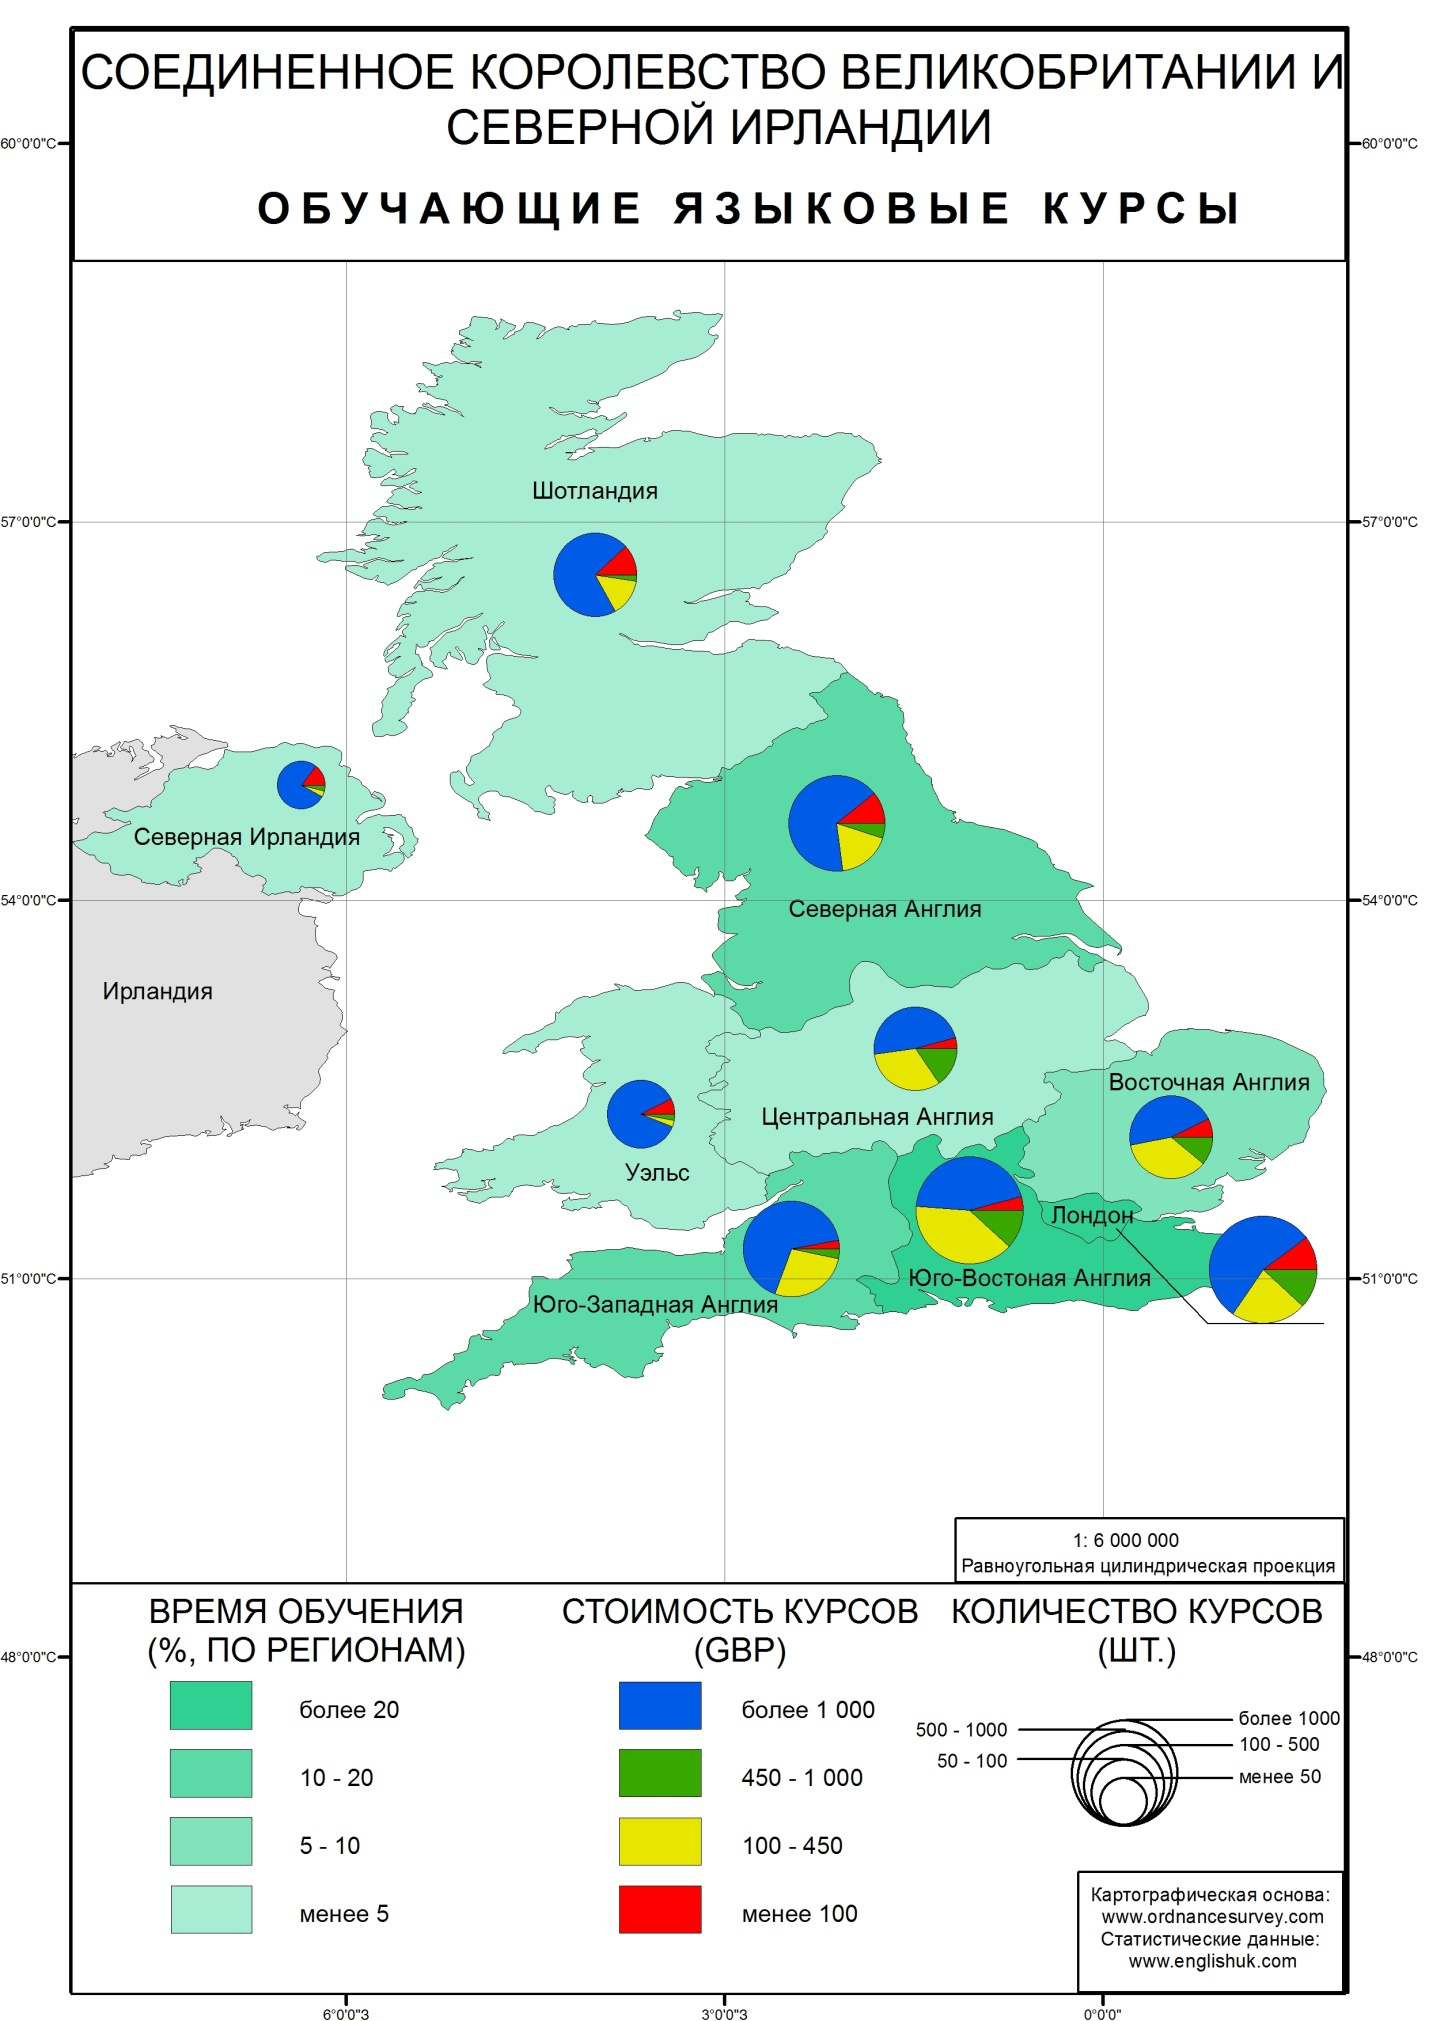 СОЕДИНЕННОЕ КОРОЛЕВСТВО ВЕЛИКОБРИТАНИИ И
СЕВЕРНОЙ ИРЛАНДИИ
ОБУЧАЮЩИЕ ЯЗЫКОВЫЕ КУРСЫ
60°0'0"С
60°0'0"С
Шотландия
57°0'0"С
57°0'0"С
Северная Ирландия
54°0'0"С
54°0'0"С
Северная Англия
Ирландия
Восточная Англия
Центральная Англия
Уэльс
Лондон
51°0'0"С
51°0'0"С
Юго-Востоная Англия
Юго-Западная Англия
1: 6 000 000
Равноугольная цилиндрическая проекция
48°0'0"С
48°0'0"С
ВРЕМЯ ОБУЧЕНИЯ
(%, ПО РЕГИОНАМ)
более 20
10 - 20
5 - 10
менее 5
СТОИМОСТЬ КУРСОВ
(GBP)
более 1 000
450 - 1 000
100 - 450
менее 100
КОЛИЧЕСТВО КУРСОВ
(ШТ.)
более 1000
500 - 1000
100 - 500
50 - 100
менее 50
Картографическая основа:
www.ordnancesurvey.com
Статистические данные:
www.englishuk.com
6°0'0"З
3°0'0"З
0°0'0"